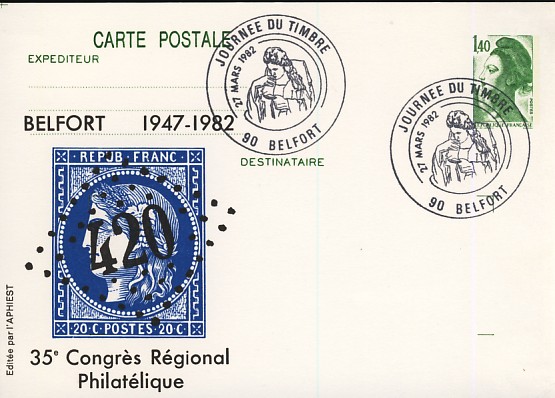 CARTE POSTALE
EXPEDITEUR
JOURNEE DU TIMBRE
27 MARS 1982
90 BELFORT
1,40
REPUBLIQUE FRANÇAISE
JOURNEE DU TIMBRE
27 MARS 1982
90 BELFORT
BELFORT 1947-1982
DESTINATAIRE
REPUB. FRANC.
420
20·C·POSTES·20·C·
35e Congrès Régional
Philatélique
Editée par l'APHIEST